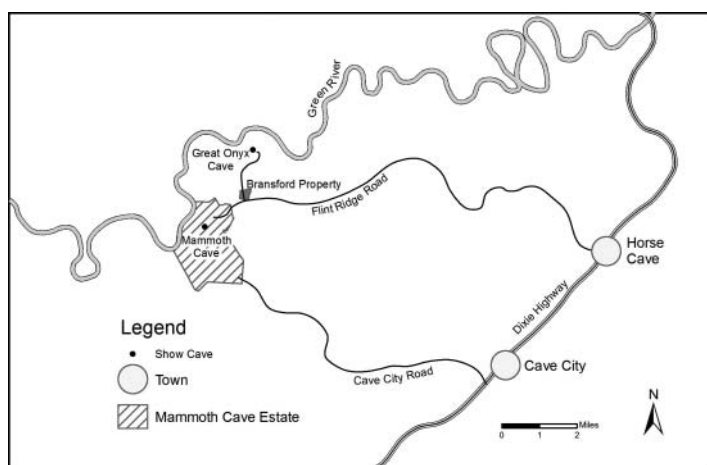 Green River
Great Onyx
Cave
Bransford Property
Flint Ridge Road
Mammoth
Cave
Horse
Cave
Dixie Highway
Legend
Show Cave
Town
Mammoth Cave Estate
Cave City Road
Cave City
N
Miles
0 1 2